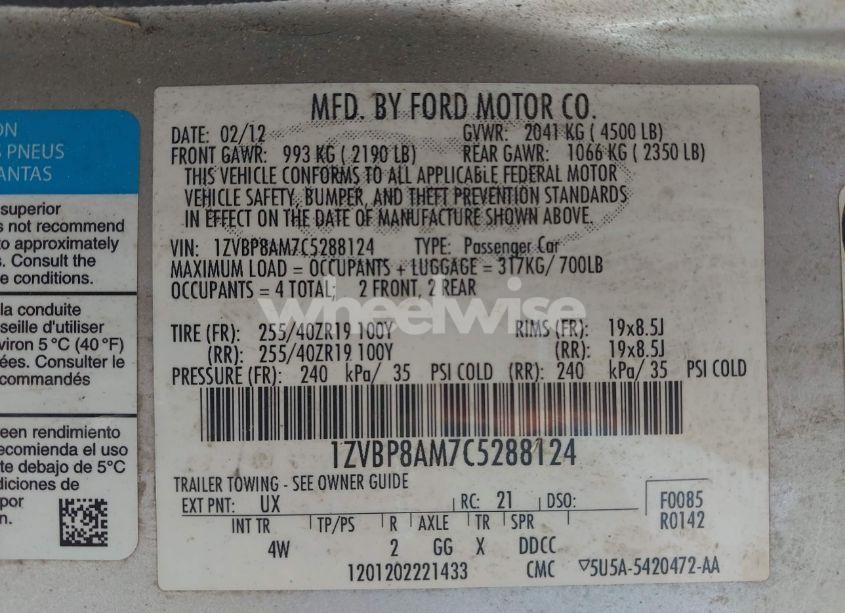 ON
S PNEUS
ANTAS
superior
s not recommend
to approximately
s. Consult the
e conditions.
la conduite
seille d'utiliser
nviron 5 °C (40 °F)
ées. Consulter le
commandés
een rendimiento
recomienda el uso
te debajo de 5°C
diciones de
por
n.
MFD. BY FORD MOTOR CO.
DATE: 02/12 GVWR: 2041 KG ( 4500 LB)
FRONT GAWR: 993 KG ( 2190 LB) REAR GAWR: 1066 KG ( 2350 LB)
THIS VEHICLE CONFORMS TO ALL APPLICABLE FEDERAL MOTOR
VEHICLE SAFETY, BUMPER, AND THEFT PREVENTION STANDARDS
IN EFFECT ON THE DATE OF MANUFACTURE SHOWN ABOVE.
VIN: 1ZVBP8AM7C5288124 TYPE: Passenger Car
MAXIMUM LOAD = OCCUPANTS + LUGGAGE = 317KG/ 700LB
OCCUPANTS = 4 TOTAL; 2 FRONT, 2 REAR
wheelwise
TIRE (FR): 255/40ZR19 100Y RIMS (FR): 19x8.5J
(RR): 255/40ZR19 100Y (RR): 19x8.5J
PRESSURE (FR): 240 kPa/ 35 PSI COLD (RR): 240 kPa/ 35 PSI COLD
1ZVBP8AM7C5288124
TRAILER TOWING - SEE OWNER GUIDE
EXT PNT: UX RC: 21 DSO: F0085
INT TR TP/PS R AXLE TR SPR R0142
4W 2 GG X DDCC
1201202221433 CMC ▽5U5A-5420472-AA